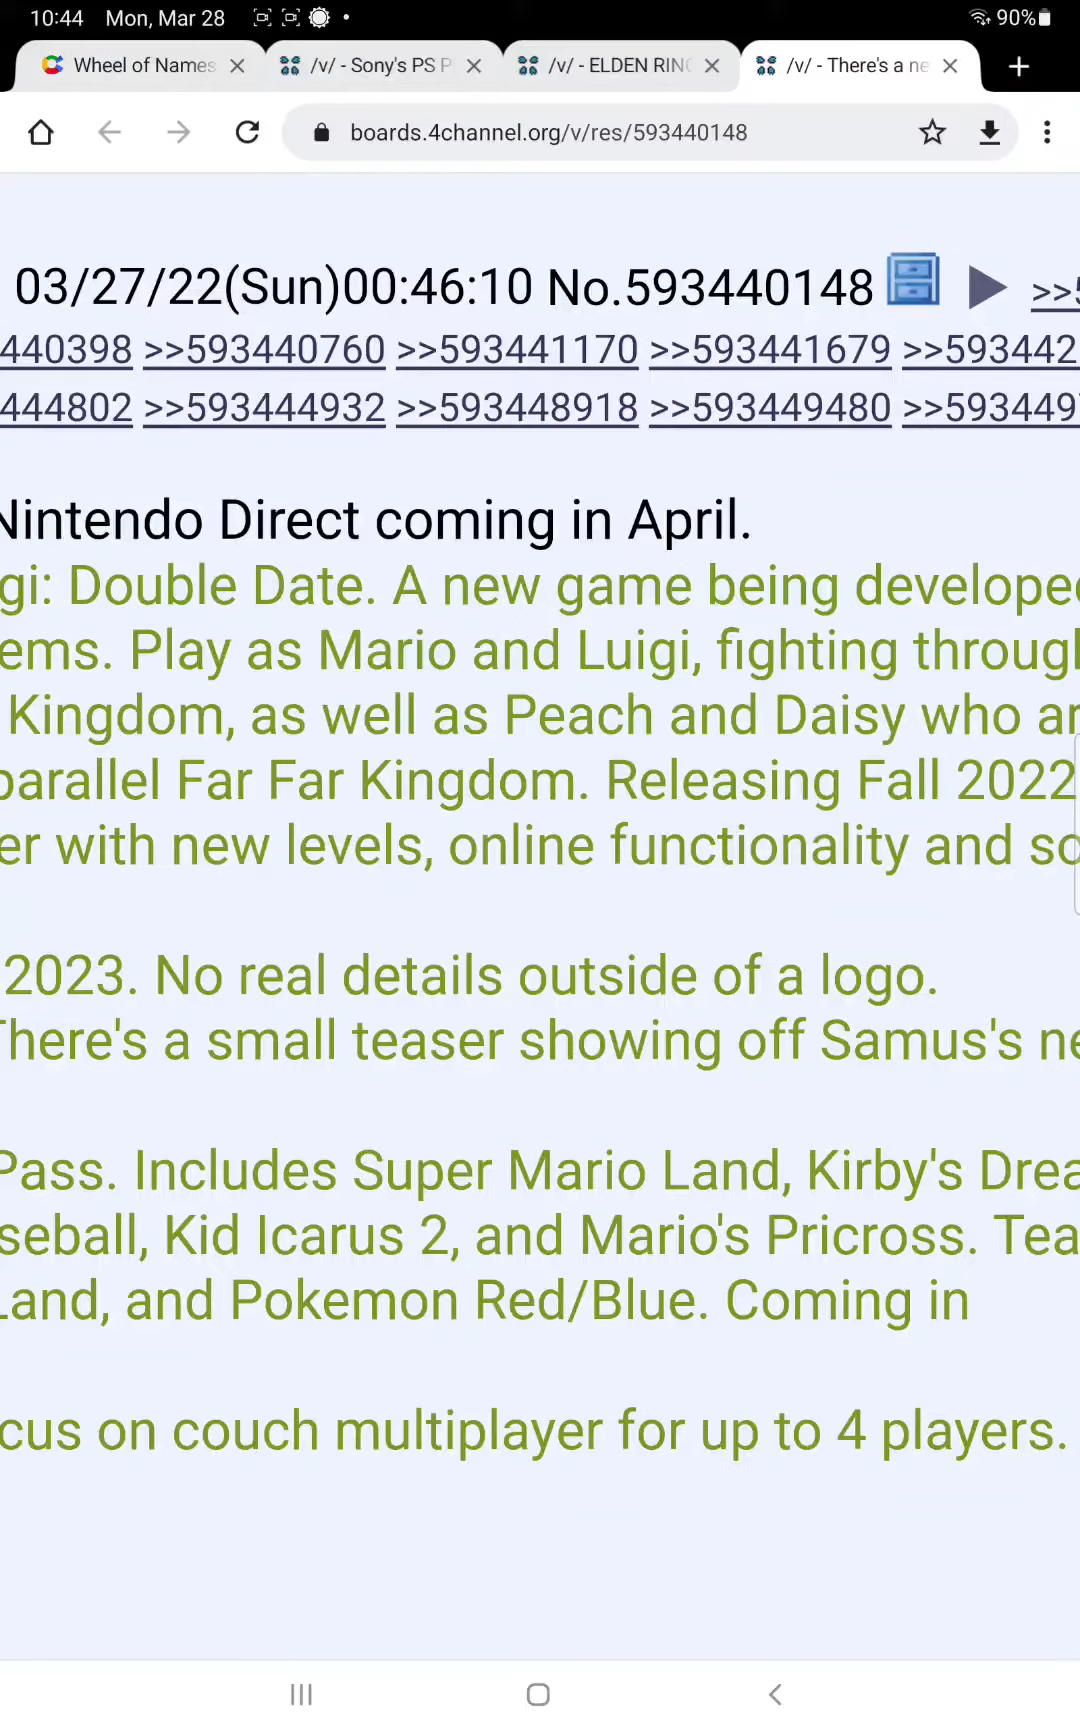 10:44 Mon, Mar 28 90%
Wheel of Names /v/ - Sony's PS P /v/ - ELDEN RING /v/ - There's a ne
boards.4channel.org/v/res/593440148
03/27/22(Sun)00:46:10 No.593440148 >>5
440398 >>593440760 >>593441170 >>593441679 >>593442
444802 >>593444932 >>593448918 >>593449480 >>593449
Nintendo Direct coming in April.
gi: Double Date. A new game being develope
ems. Play as Mario and Luigi, fighting through
Kingdom, as well as Peach and Daisy who ar
parallel Far Far Kingdom. Releasing Fall 2022
er with new levels, online functionality and so
2023. No real details outside of a logo.
There's a small teaser showing off Samus's ne
Pass. Includes Super Mario Land, Kirby's Drea
seball, Kid Icarus 2, and Mario's Pricross. Tea
Land, and Pokemon Red/Blue. Coming in
cus on couch multiplayer for up to 4 players.